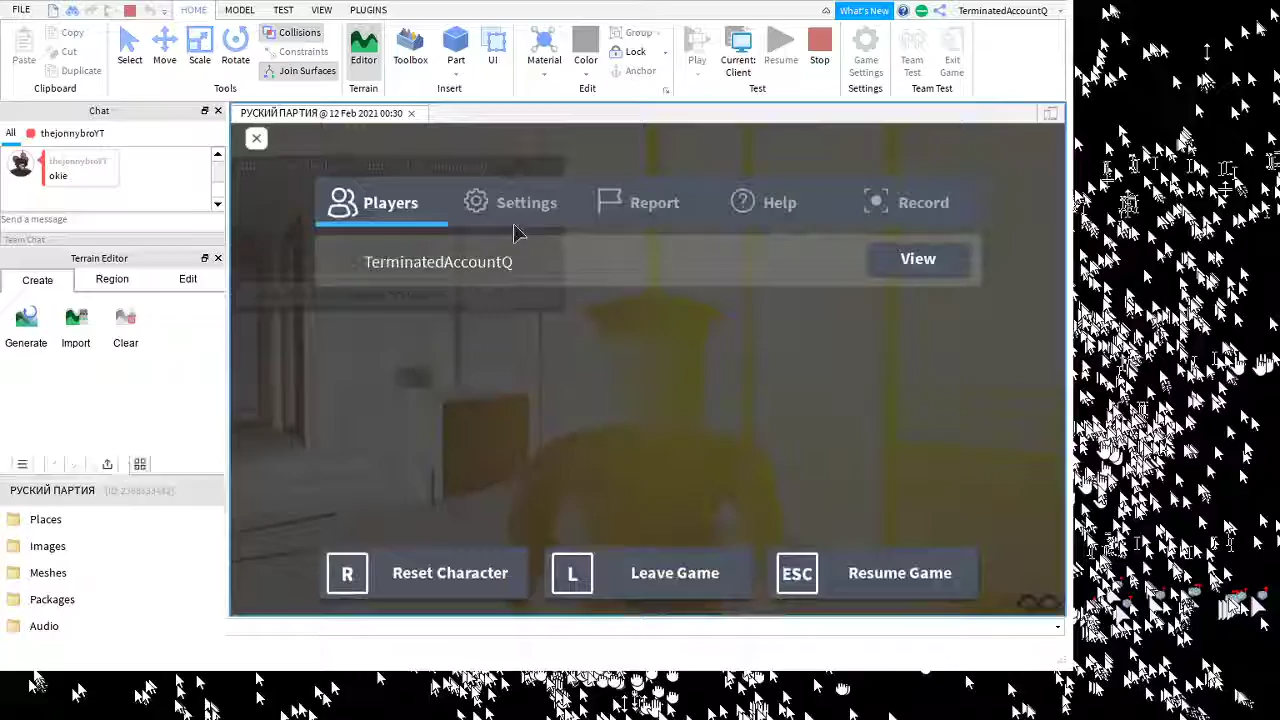 FILE HOME MODEL TEST VIEW PLUGINS What's New TerminatedAccountQ
Paste Copy Cut Duplicate Select Move Scale Rotate Collisions Constraints Join Surfaces Editor Toolbox Part UI Material Color Group Lock Anchor Play Current: Client Resume Stop Game Settings Team Test Exit Game
Clipboard Tools Terrain Insert Edit Test Settings Team Test
Chat
РУСКИЙ ПАРТИЯ @ 12 Feb 2021 00:30
All thejonnybroYT
thejonnybroYT
okie
Send a message
Team Chat
Terrain Editor
Create Region Edit
Generate Import Clear
РУСКИЙ ПАРТИЯ
Places
Images
Meshes
Packages
Audio
Players Settings Report Help Record
TerminatedAccountQ View
R Reset Character L Leave Game ESC Resume Game